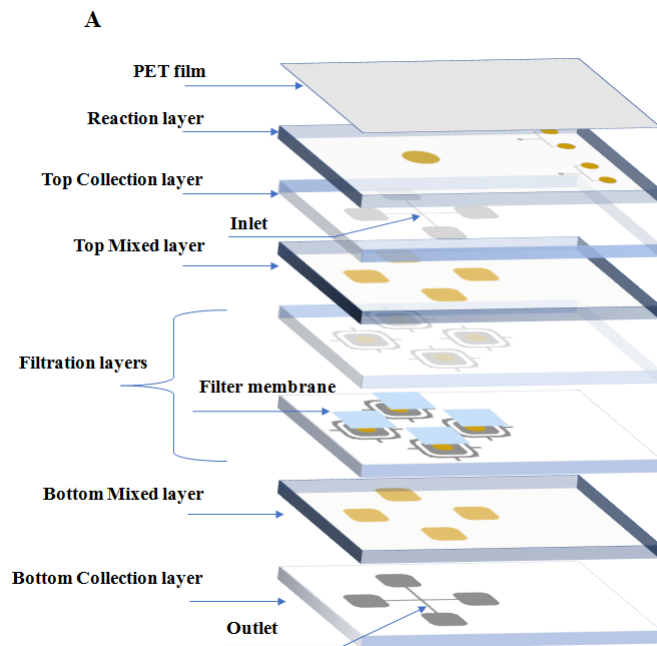 A
PET film
Reaction layer
Top Collection layer
Inlet
Top Mixed layer
Filtration layers
Filter membrane
Bottom Mixed layer
Bottom Collection layer
Outlet